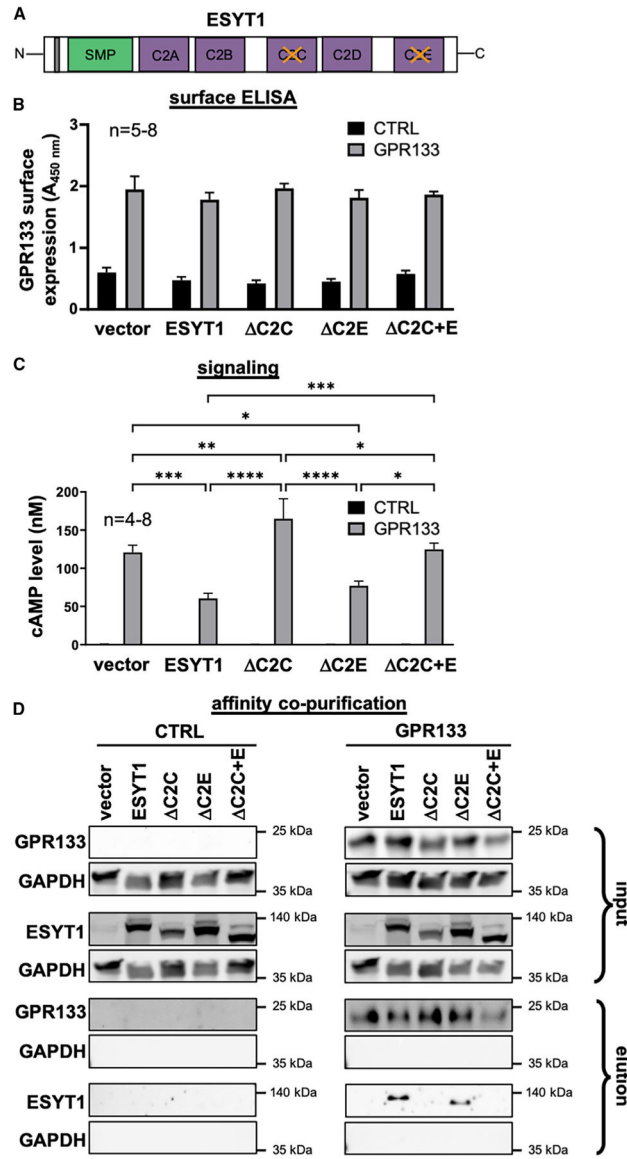 A
ESYT1
N
SMP
C2A
C2B
C2C
C2D
C2E
C
B
surface ELISA
n=5-8
CTRL
GPR133
GPR133 surface
expression (A450 nm)
3
2
1
0
vector ESYT1 ΔC2C ΔC2E ΔC2C+E
C
signaling
***
*
** *
*** **** **** *
n=4-8
CTRL
GPR133
cAMP level (nM)
200
150
100
50
0
vector ESYT1 ΔC2C ΔC2E ΔC2C+E
D
affinity co-purification
CTRL GPR133
vector ESYT1 ΔC2C ΔC2E ΔC2C+E vector ESYT1 ΔC2C ΔC2E ΔC2C+E
GPR133 25 kDa 25 kDa
GAPDH 35 kDa 35 kDa
ESYT1 140 kDa 140 kDa
GAPDH 35 kDa 35 kDa
input
GPR133 25 kDa 25 kDa
GAPDH 35 kDa 35 kDa
ESYT1 140 kDa 140 kDa
GAPDH 35 kDa 35 kDa
elution